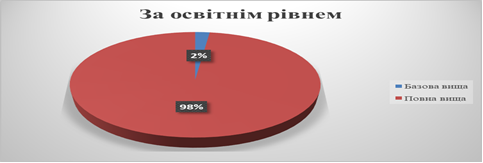 За освітнім рівнем
2%
98%
Базова вища
Повна вища